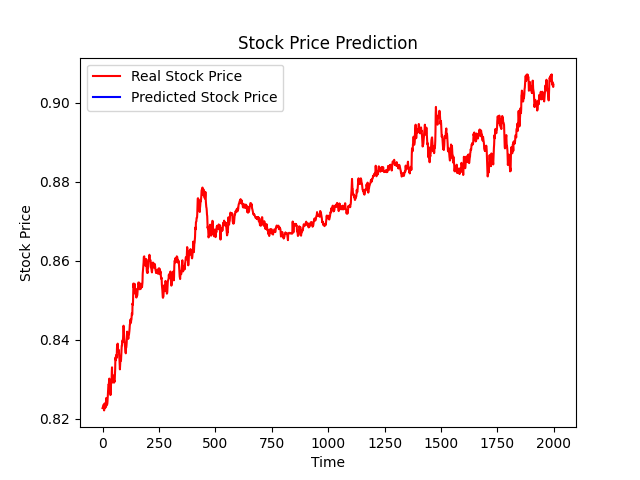 Stock Price Prediction
Real Stock Price
Predicted Stock Price
0.90
0.88
0.86
0.84
0.82
Stock Price
0
250
500
750
1000
1250
1500
1750
2000
Time